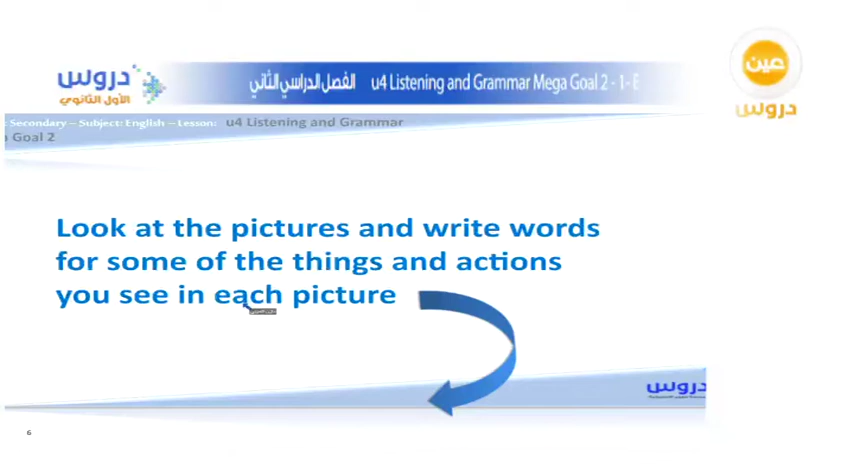 دروس
الأول الثانوي
الفصل الدراسي الثاني u4 Listening and Grammar Mega Goal 2 - 1- E
عين
دروس
Secondary – Subject: English – Lesson: u4 Listening and Grammar
Goal 2
Look at the pictures and write words
for some of the things and actions
you see in each picture
دروس
6